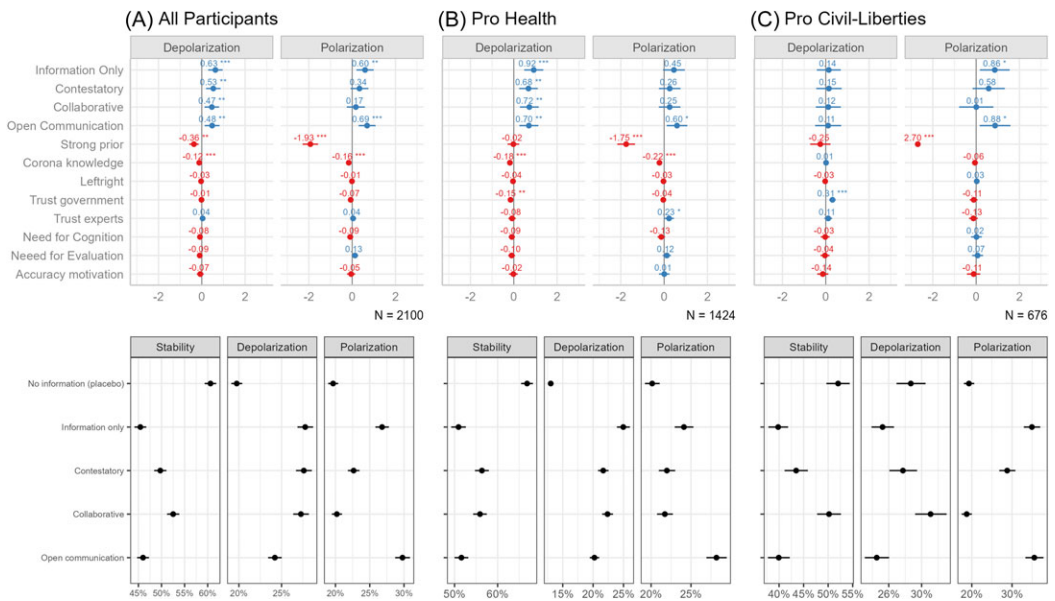 (A) All Participants (B) Pro Health (C) Pro Civil-Liberties
Depolarization Polarization Depolarization Polarization Depolarization Polarization
Information Only 0.63 *** 0.60 ** 0.92 *** 0.45 0.14 0.86 *
Contestatory 0.53 ** 0.34 0.68 ** 0.26 0.15 0.58
Collaborative 0.47 ** 0.17 0.72 ** 0.25 0.12 0.01
Open Communication 0.48 ** 0.69 *** 0.70 ** 0.60 * 0.11 0.88 *
Strong prior -0.36 ** -1.93 *** -0.02 -1.75 *** -0.25 2.70 ***
Corona knowledge -0.12 *** -0.16 *** -0.18 *** -0.22 *** 0.01 -0.06
Leftright -0.03 -0.01 -0.04 -0.03 -0.03 0.03
Trust government -0.01 -0.07 -0.15 ** -0.04 0.31 *** -0.11
Trust experts 0.04 0.04 -0.08 0.23 * 0.11 -0.13
Need for Cognition -0.08 -0.09 -0.09 -0.13 -0.03 0.02
Neeed for Evaluation -0.09 0.13 -0.10 0.12 -0.04 0.07
Accuracy motivation -0.07 -0.05 -0.02 0.01 -0.14 -0.11
-2 0 2 -2 0 2 -2 0 2 -2 0 2 -2 0 2 -2 0 2
N = 2100 N = 1424 N = 676
Stability Depolarization Polarization Stability Depolarization Polarization Stability Depolarization Polarization
No information (placebo)
Information only
Contestatory
Collaborative
Open communication
45% 50% 55% 60% 20% 25% 20% 25% 30% 50% 60% 15% 20% 25% 20% 25% 40% 45% 50% 55% 26% 30% 20% 30%